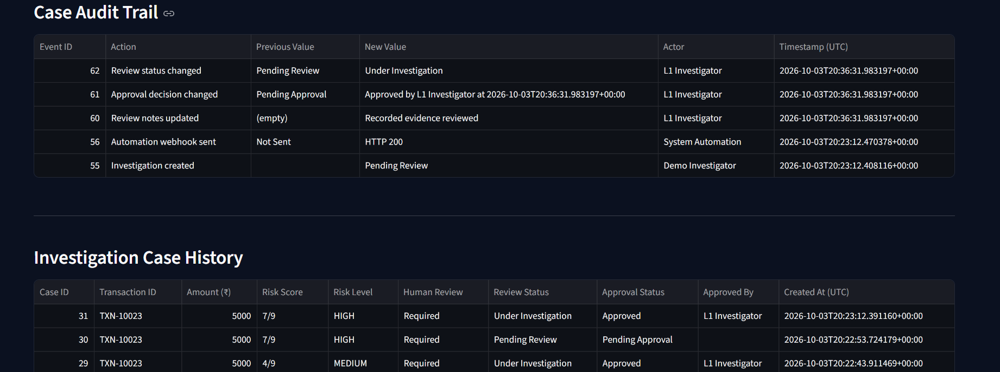 Case Audit Trail
Event ID Action Previous Value New Value Actor Timestamp (UTC)
62 Review status changed Pending Review Under Investigation L1 Investigator 2026-10-03T20:36:31.983197+00:00
61 Approval decision changed Pending Approval Approved by L1 Investigator at 2026-10-03T20:36:31.983197+00:00 L1 Investigator 2026-10-03T20:36:31.983197+00:00
60 Review notes updated (empty) Recorded evidence reviewed L1 Investigator 2026-10-03T20:36:31.983197+00:00
56 Automation webhook sent Not Sent HTTP 200 System Automation 2026-10-03T20:23:12.470378+00:00
55 Investigation created Pending Review Demo Investigator 2026-10-03T20:23:12.408116+00:00
Investigation Case History
Case ID Transaction ID Amount (₹) Risk Score Risk Level Human Review Review Status Approval Status Approved By Created At (UTC)
31 TXN-10023 5000 7/9 HIGH Required Under Investigation Approved L1 Investigator 2026-10-03T20:23:12.391160+00:00
30 TXN-10023 5000 7/9 HIGH Required Pending Review Pending Approval 2026-10-03T20:22:53.724179+00:00
29 TXN-10023 5000 4/9 MEDIUM Required Under Investigation Approved L1 Investigator 2026-10-03T20:22:43.911469+00:00